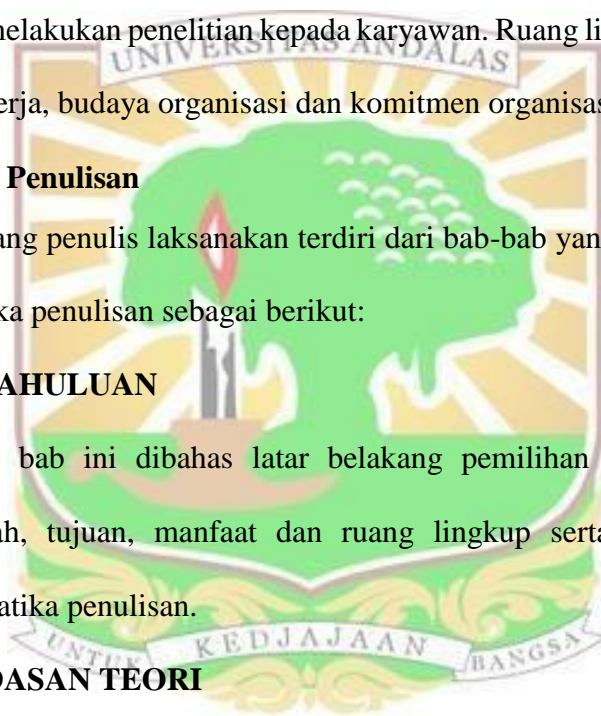 melakukan penelitian kepada karyawan. Ruang li
UNIVERSITAS ANDALAS
erja, budaya organisasi dan komitmen organisas
Penulisan
ang penulis laksanakan terdiri dari bab-bab yan
ka penulisan sebagai berikut:
AHULUAN
bab ini dibahas latar belakang pemilihan
ah, tujuan, manfaat dan ruang lingkup serta
atika penulisan.
UNTUK KEDJAJAAN BANGSA
DASAN TEORI